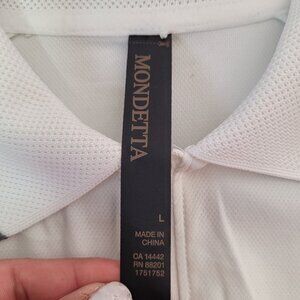 MONDETTA
L
MADE IN
CHINA
CA 14442
RN 88201
1751752